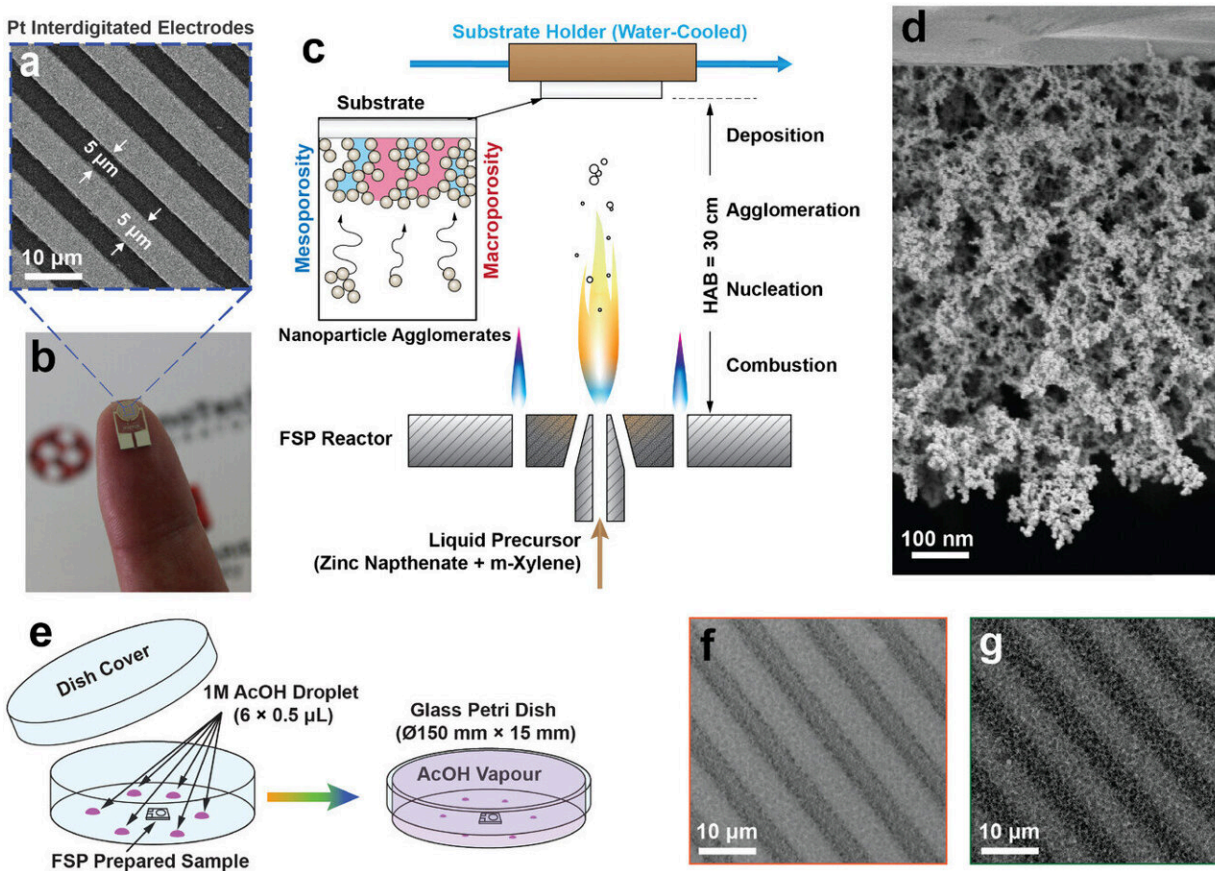 Pt Interdigitated Electrodes
a
5 µm
5 µm
10 µm
b
c
Substrate Holder (Water-Cooled)
Substrate
Mesoporosity
Macroporosity
Nanoparticle Agglomerates
Deposition
Agglomeration
Nucleation
Combustion
HAB = 30 cm
FSP Reactor
Liquid Precursor
(Zinc Napthenate + m-Xylene)
d
100 nm
e
Dish Cover
1M AcOH Droplet
(6 × 0.5 µL)
FSP Prepared Sample
Glass Petri Dish
(Ø150 mm × 15 mm)
AcOH Vapour
f
10 µm
g
10 µm